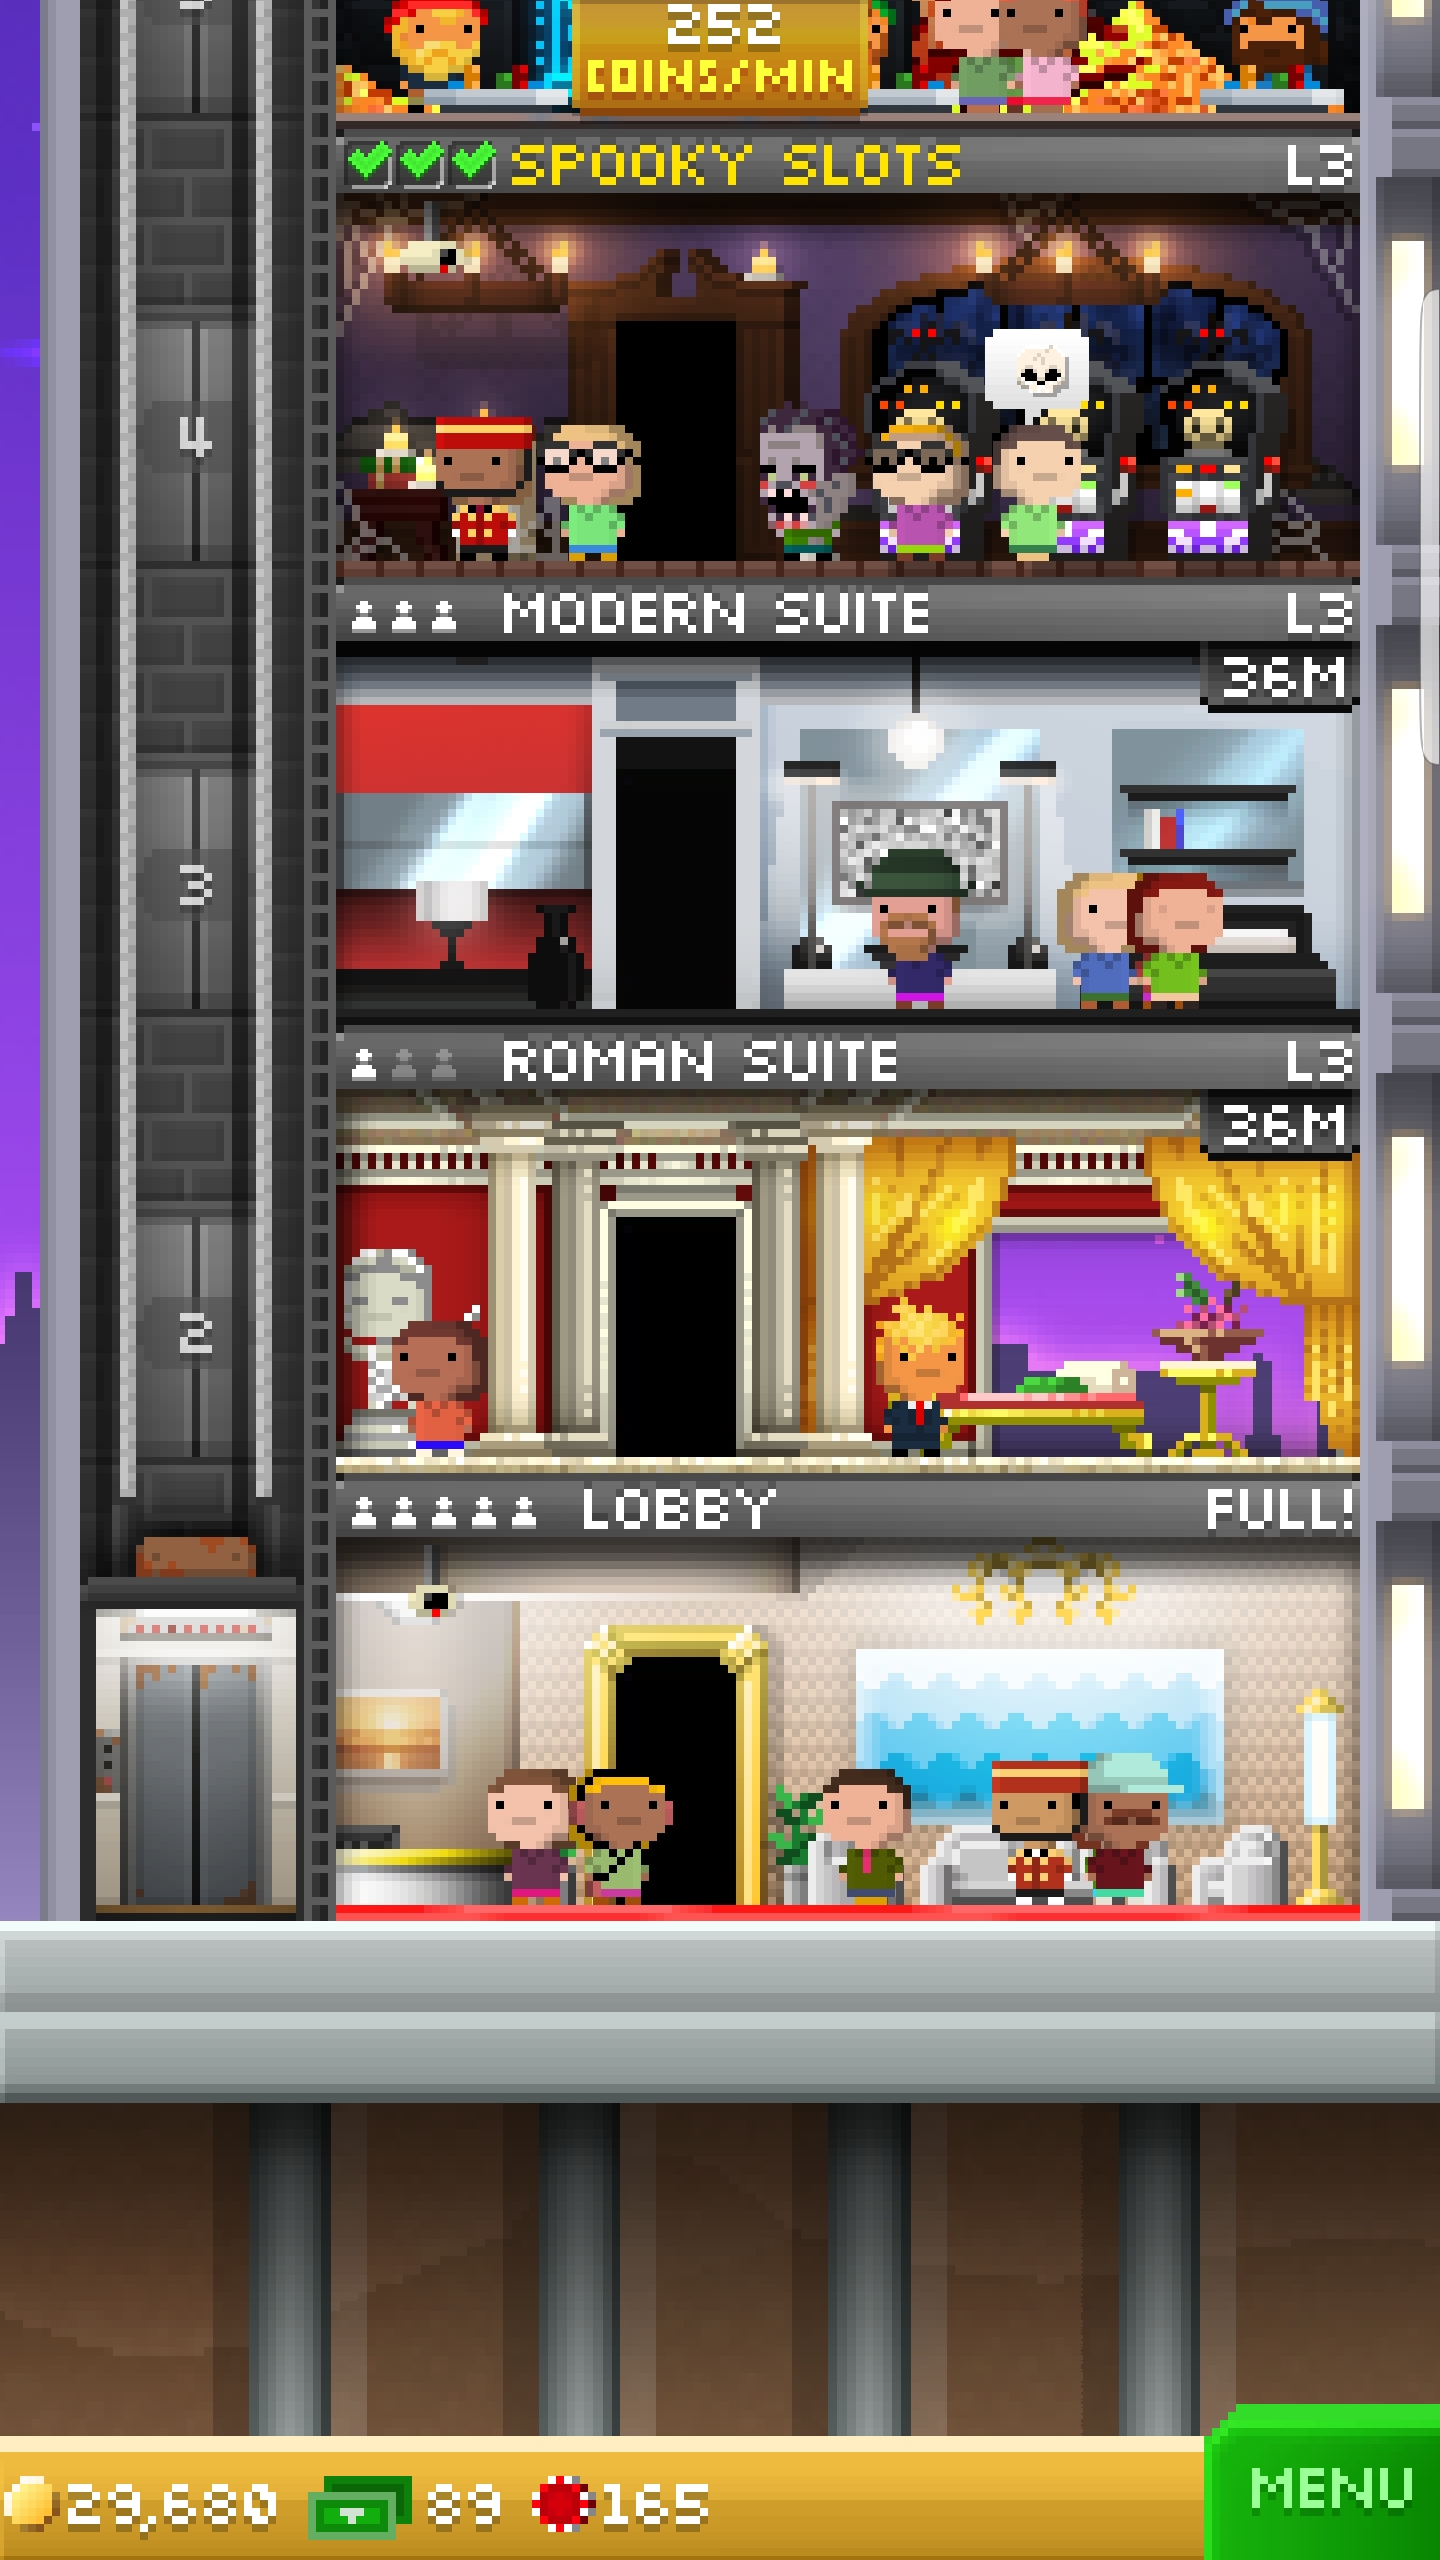 252
COINS/MIN
SPOOKY SLOTS L3
4
MODERN SUITE L3
36M
3
ROMAN SUITE L3
36M
2
LOBBY FULL!
29,680 89 165
MENU